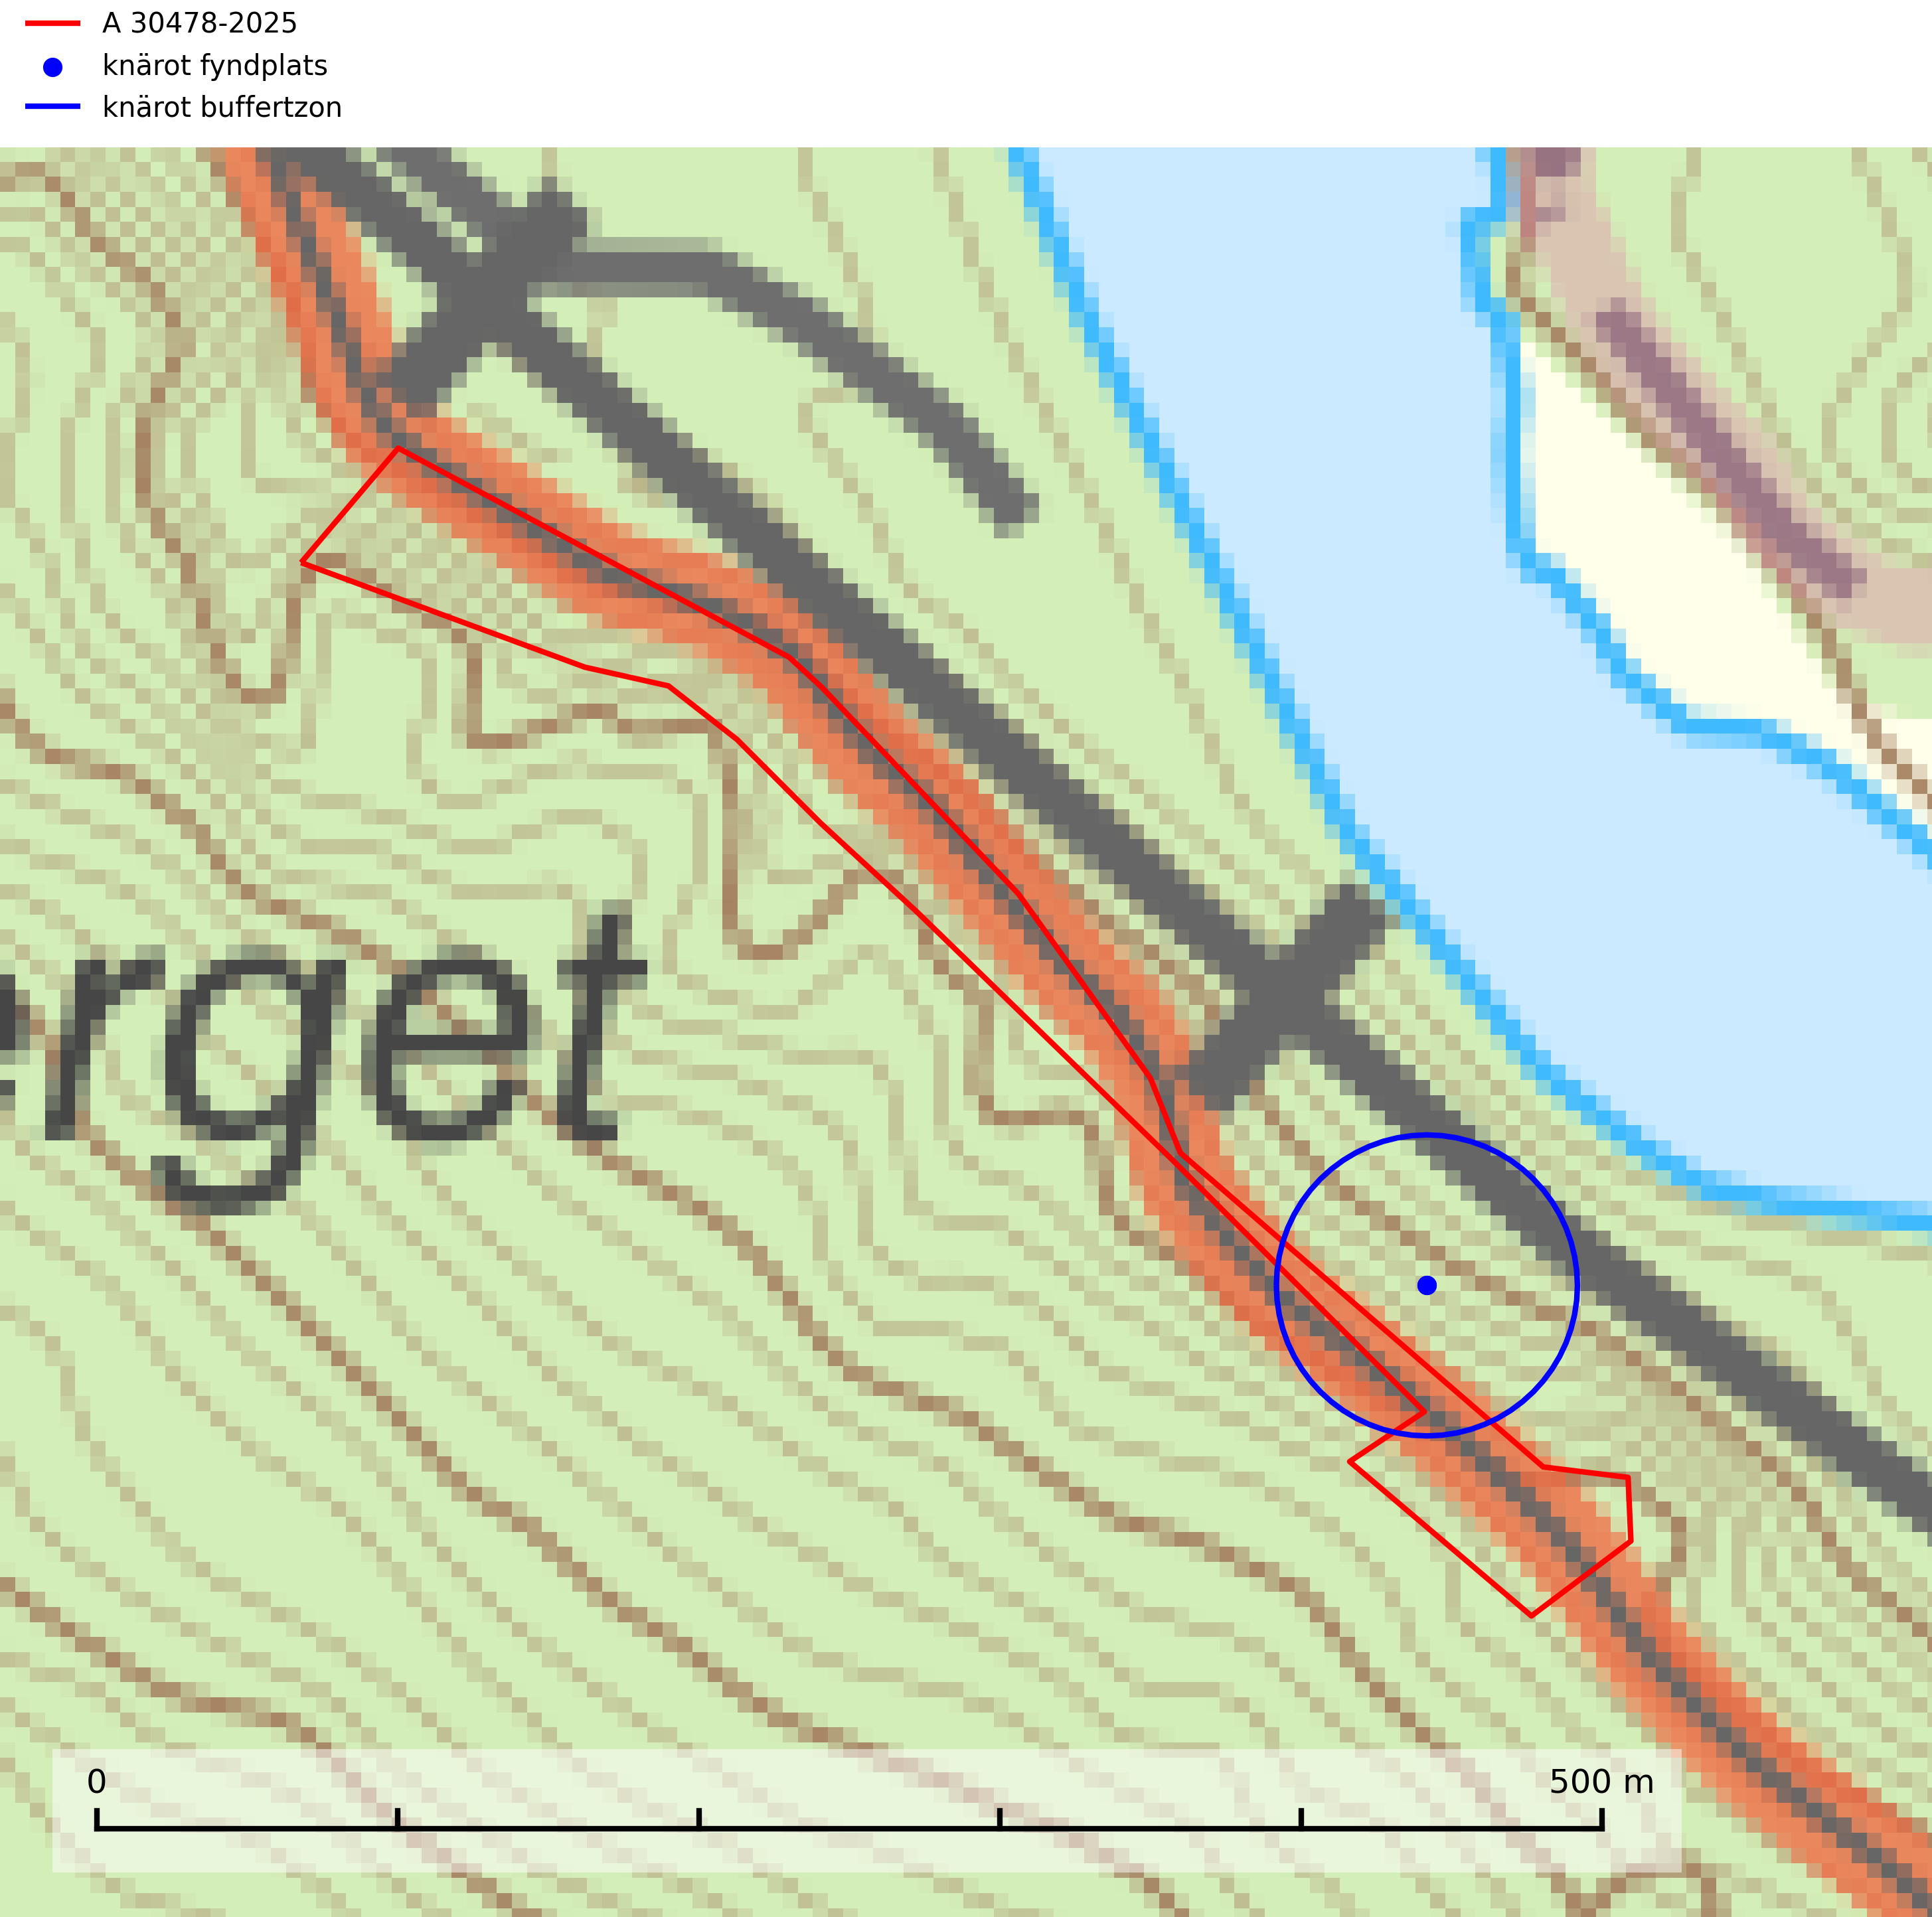 A 30478-2025
knärot fyndplats
knärot buffertzon
rget
0 500 m